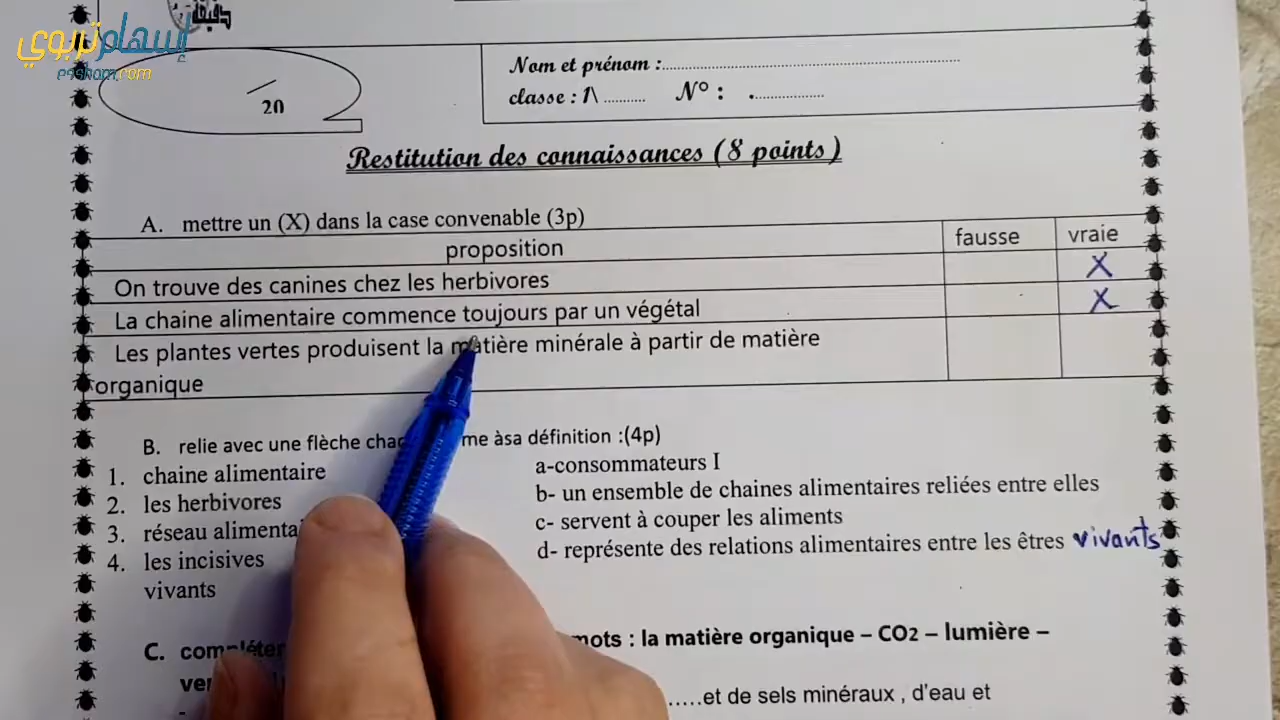 إسهام تربوي
esshom.com
دقيقة
20
Nom et prénom :
classe : 1\ ........... N° : .
Restitution des connaissances (8 points)
A. mettre un (X) dans la case convenable (3p)
proposition fausse vraie
On trouve des canines chez les herbivores X
La chaine alimentaire commence toujours par un végétal X
Les plantes vertes produisent la matière minérale à partir de matière
organique
B. relie avec une flèche me àsa définition :(4p)
1. chaine alimentaire a-consommateurs I
2. les herbivores b- un ensemble de chaines alimentaires reliées entre elles
3. réseau c- servent à couper les aliments
4. les incisives d- représente des relations alimentaires entre les êtres vivants
vivants
C. compléter mots : la matière organique – CO2 – lumière –
.....et de sels minéraux , d'eau et